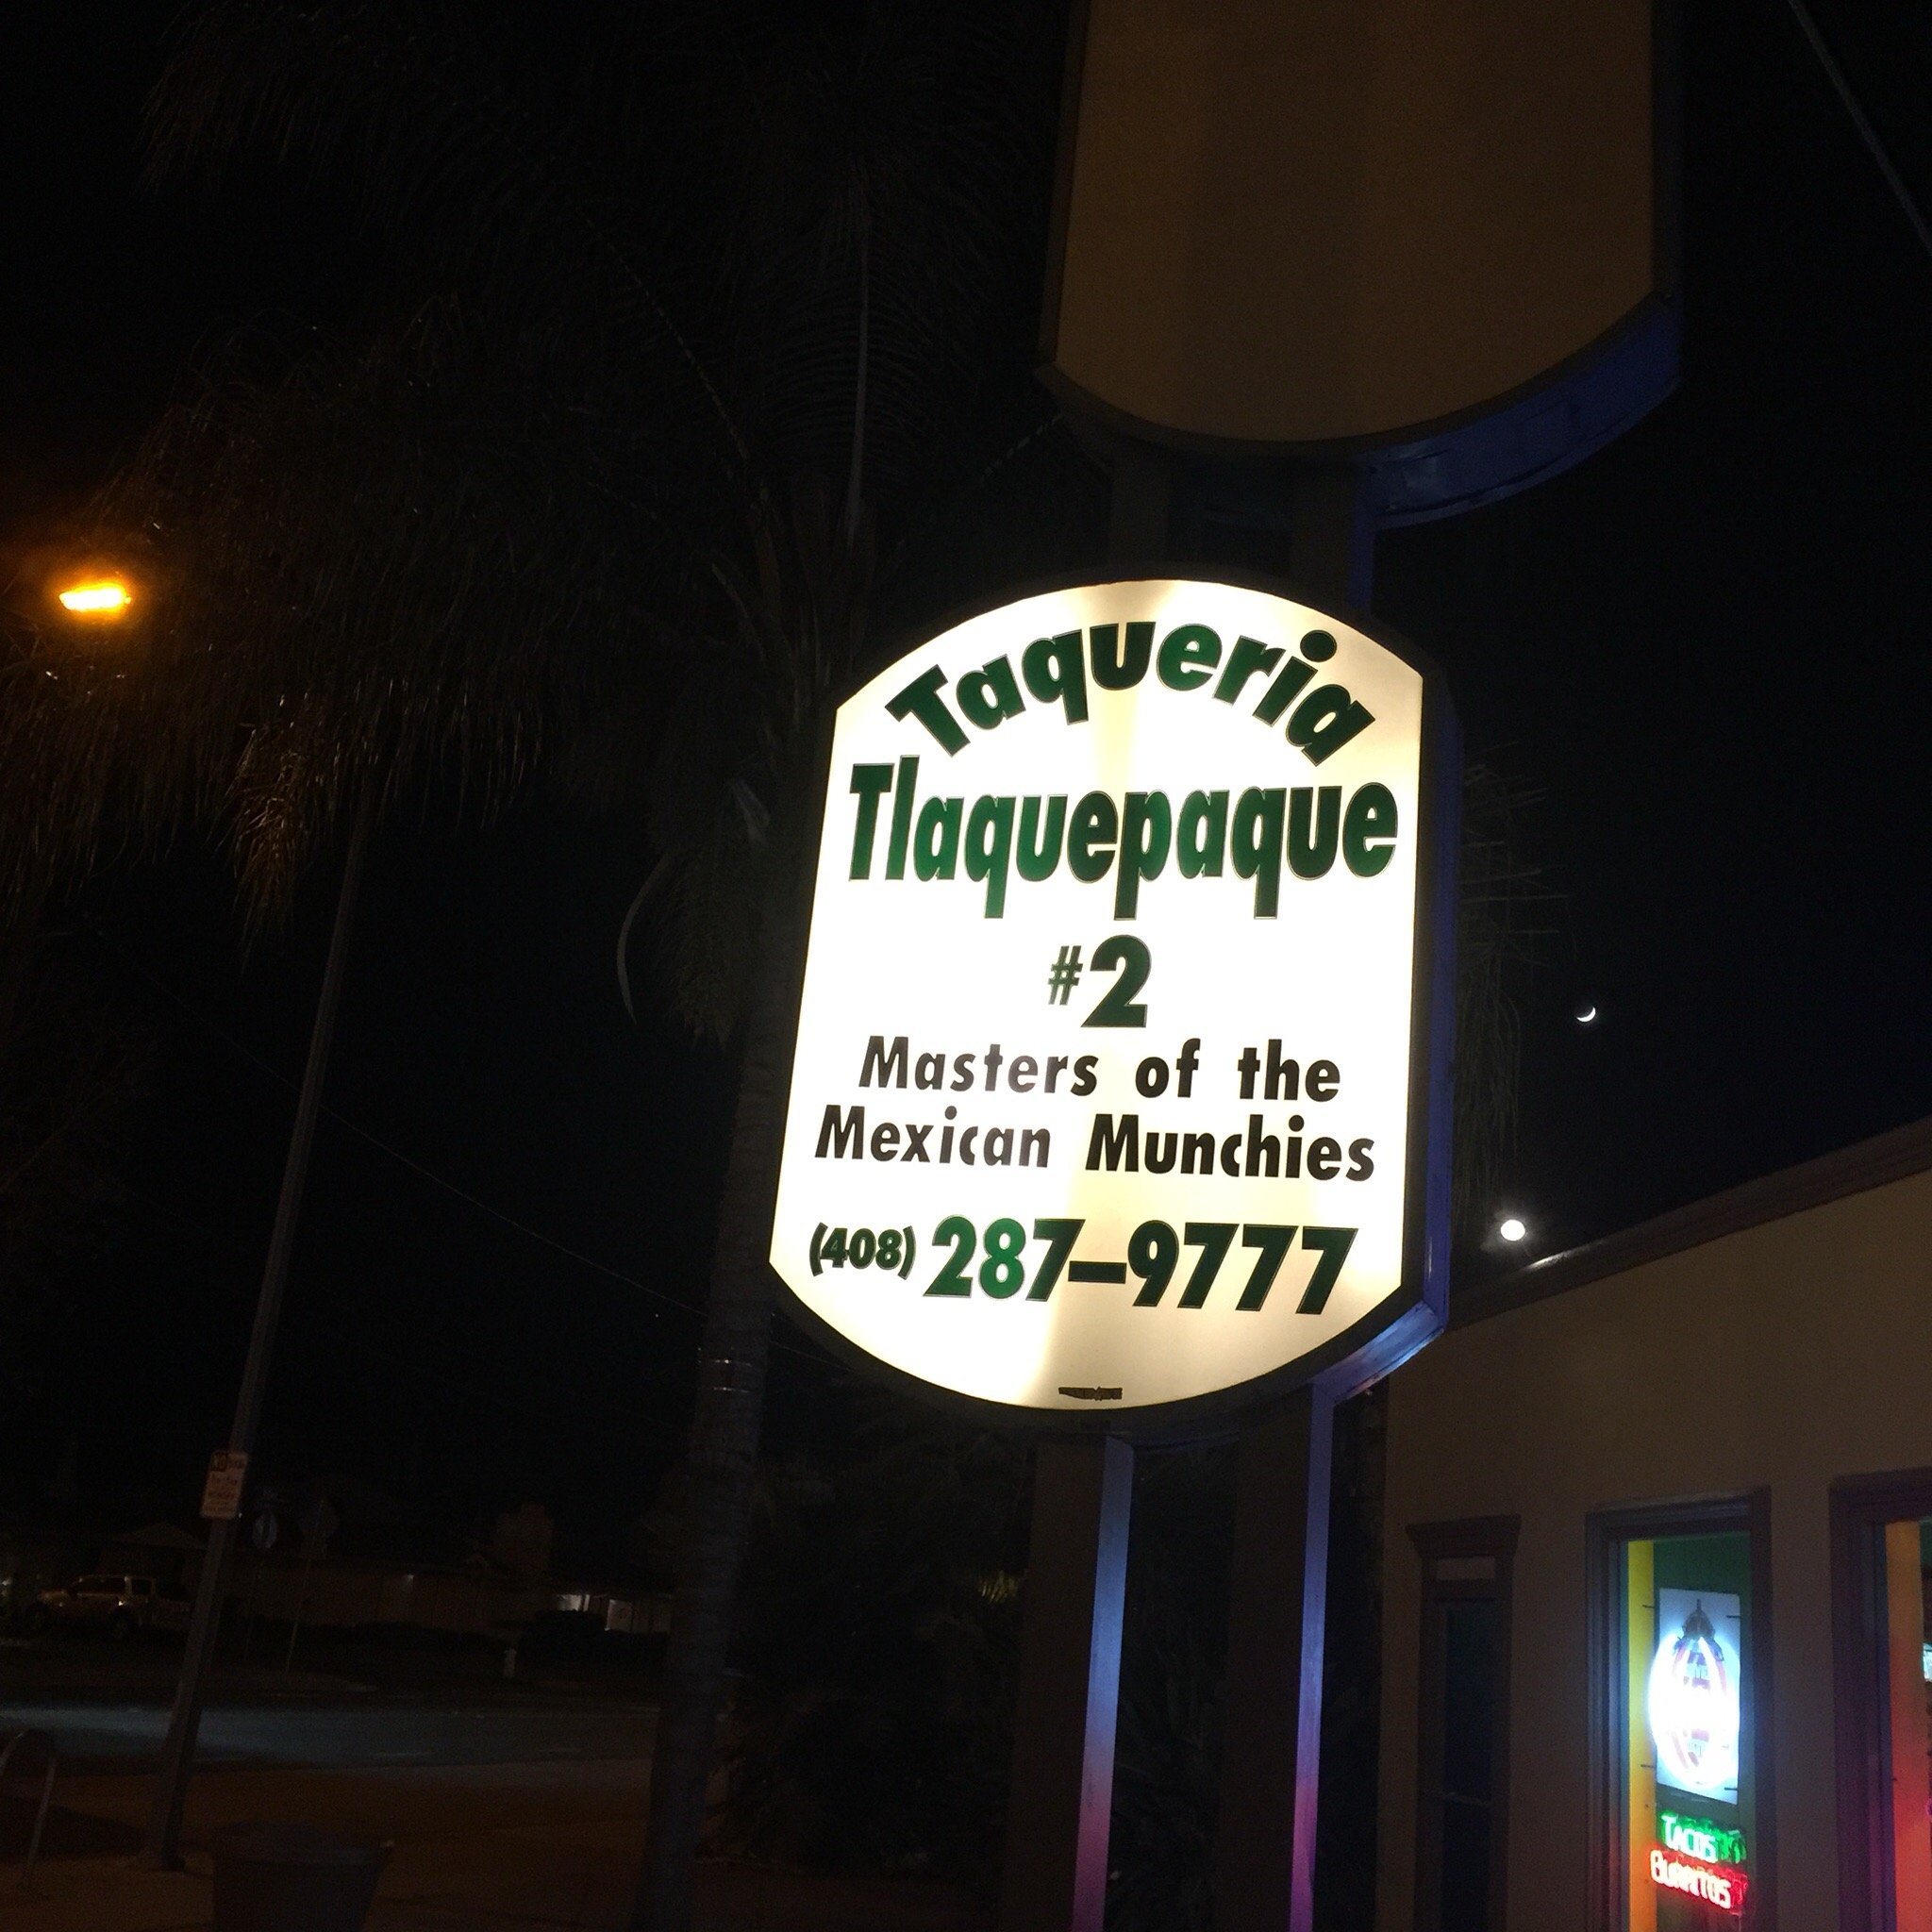 Taqueria
Tlaquepaque
#2
Masters of the
Mexican Munchies
(408) 287-9777
TACOS
BURRITOS